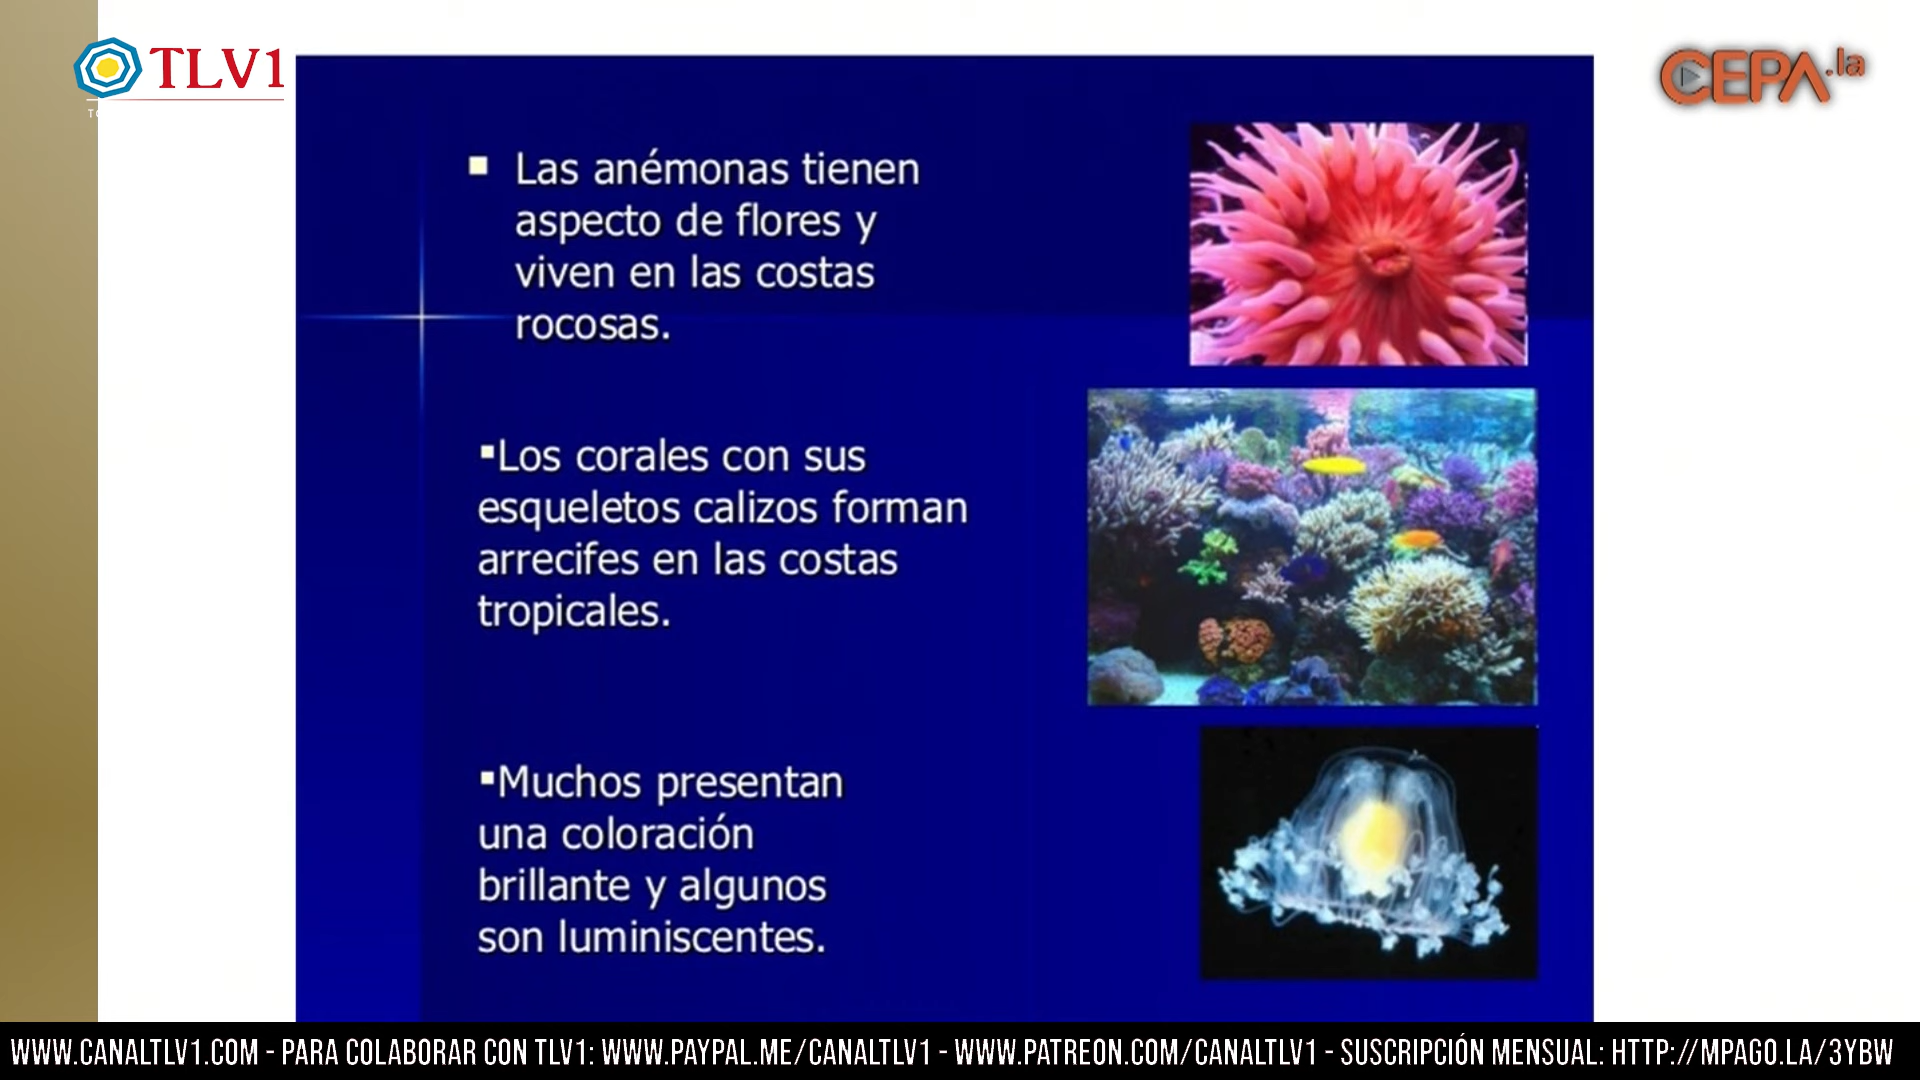 TLV1
CEPA.la
▪ Las anémonas tienen
aspecto de flores y
viven en las costas
rocosas.
▪Los corales con sus
esqueletos calizos forman
arrecifes en las costas
tropicales.
▪Muchos presentan
una coloración
brillante y algunos
son luminiscentes.
WWW.CANALTLV1.COM - PARA COLABORAR CON TLV1: WWW.PAYPAL.ME/CANALTLV1 - WWW.PATREON.COM/CANALTLV1 - SUSCRIPCIÓN MENSUAL: HTTP://MPAGO.LA/3YBW